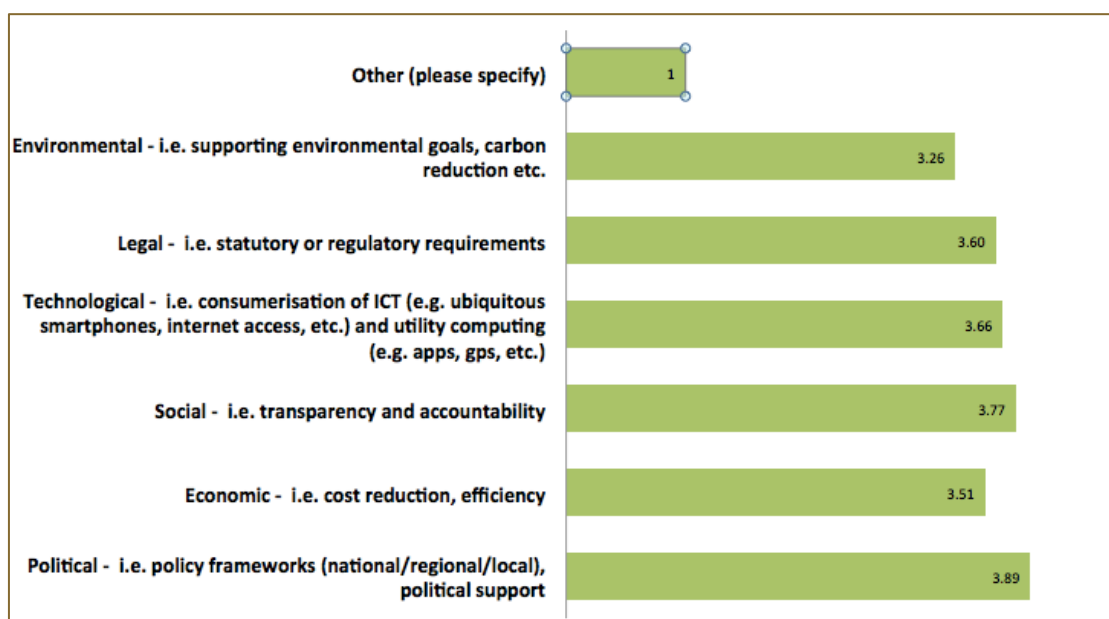 Other (please specify)
1
Environmental - i.e. supporting environmental goals, carbon
reduction etc.
3.26
Legal - i.e. statutory or regulatory requirements
3.60
Technological - i.e. consumerisation of ICT (e.g. ubiquitous
smartphones, internet access, etc.) and utility computing
(e.g. apps, gps, etc.)
3.66
Social - i.e. transparency and accountability
3.77
Economic - i.e. cost reduction, efficiency
3.51
Political - i.e. policy frameworks (national/regional/local),
political support
3.89